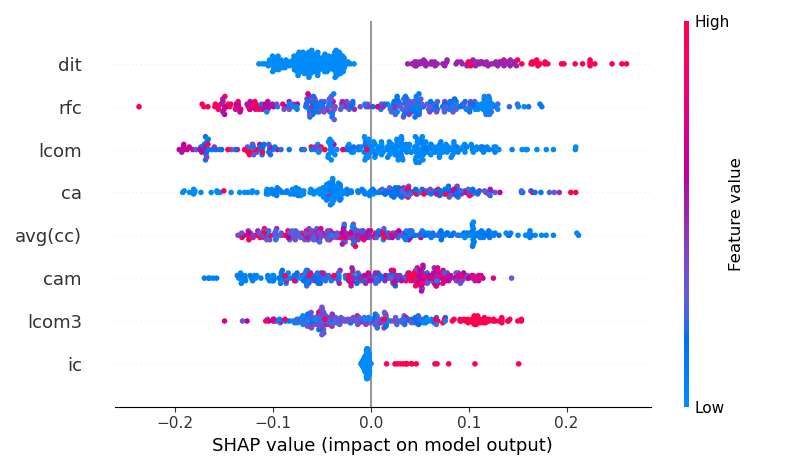 High
dit
rfc
lcom
ca
avg(cc)
cam
lcom3
ic
Feature value
Low
−0.2 −0.1 0.0 0.1 0.2
SHAP value (impact on model output)